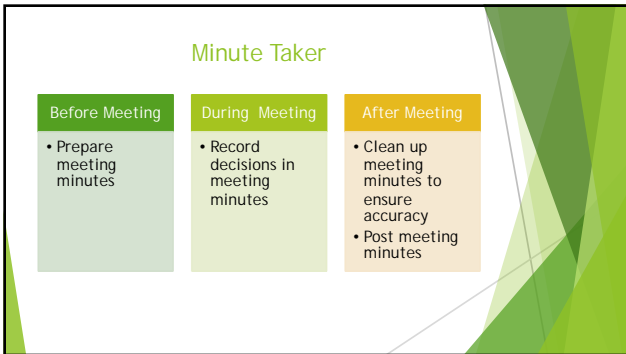 Minute Taker
Before Meeting
• Prepare
meeting
minutes
During Meeting
• Record
decisions in
meeting
minutes
After Meeting
• Clean up
meeting
minutes to
ensure
accuracy
• Post meeting
minutes